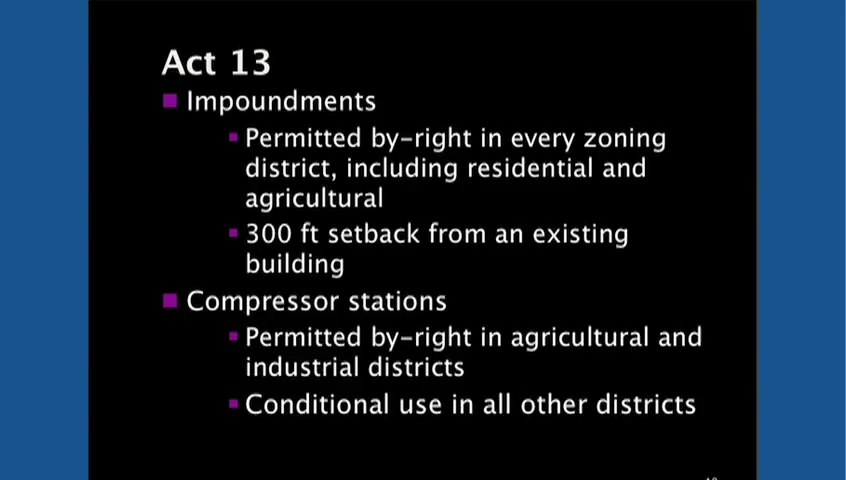 Act 13
Impoundments
Permitted by-right in every zoning
district, including residential and
agricultural
300 ft setback from an existing
building
Compressor stations
Permitted by-right in agricultural and
industrial districts
Conditional use in all other districts